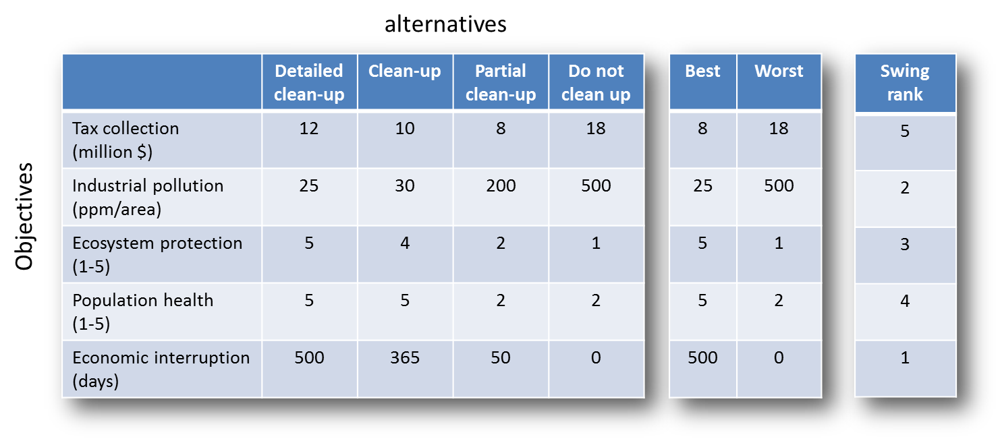 alternatives
Objectives
Detailed clean-up Clean-up Partial clean-up Do not clean up Best Worst Swing rank
Tax collection (million $) 12 10 8 18 8 18 5
Industrial pollution (ppm/area) 25 30 200 500 25 500 2
Ecosystem protection (1-5) 5 4 2 1 5 1 3
Population health (1-5) 5 5 2 2 5 2 4
Economic interruption (days) 500 365 50 0 500 0 1